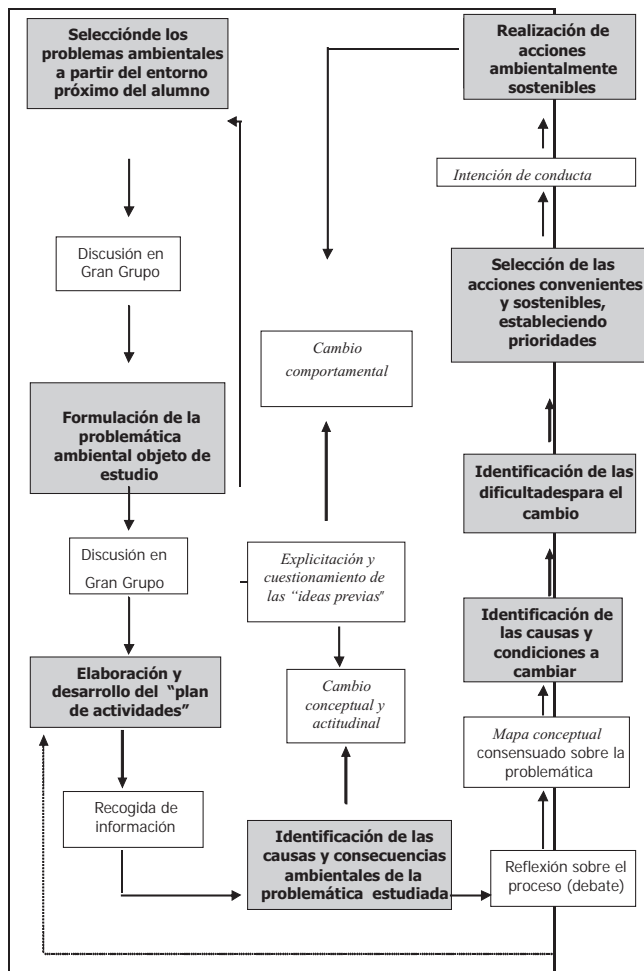 Selecciónde los
problemas ambientales
a partir del entorno
próximo del alumno
Discusión en
Gran Grupo
Formulación de la
problemática
ambiental objeto de
estudio
Discusión en
Gran Grupo
Elaboración y
desarrollo del “plan
de actividades”
Recogida de
información
Cambio
comportamental
Explicitación y
cuestionamiento de
las “ideas previas”
Cambio
conceptual y
actitudinal
Identificación de las
causas y consecuencias
ambientales de la
problemática estudiada
Realización de
acciones
ambientalmente
sostenibles
Intención de conducta
Selección de las
acciones convenientes
y sostenibles,
estableciendo
prioridades
Identificación de las
dificultadespara el
cambio
Identificación de
las causas y
condiciones a
cambiar
Mapa conceptual
consensuado sobre la
problemática
Reflexión sobre el
proceso (debate)